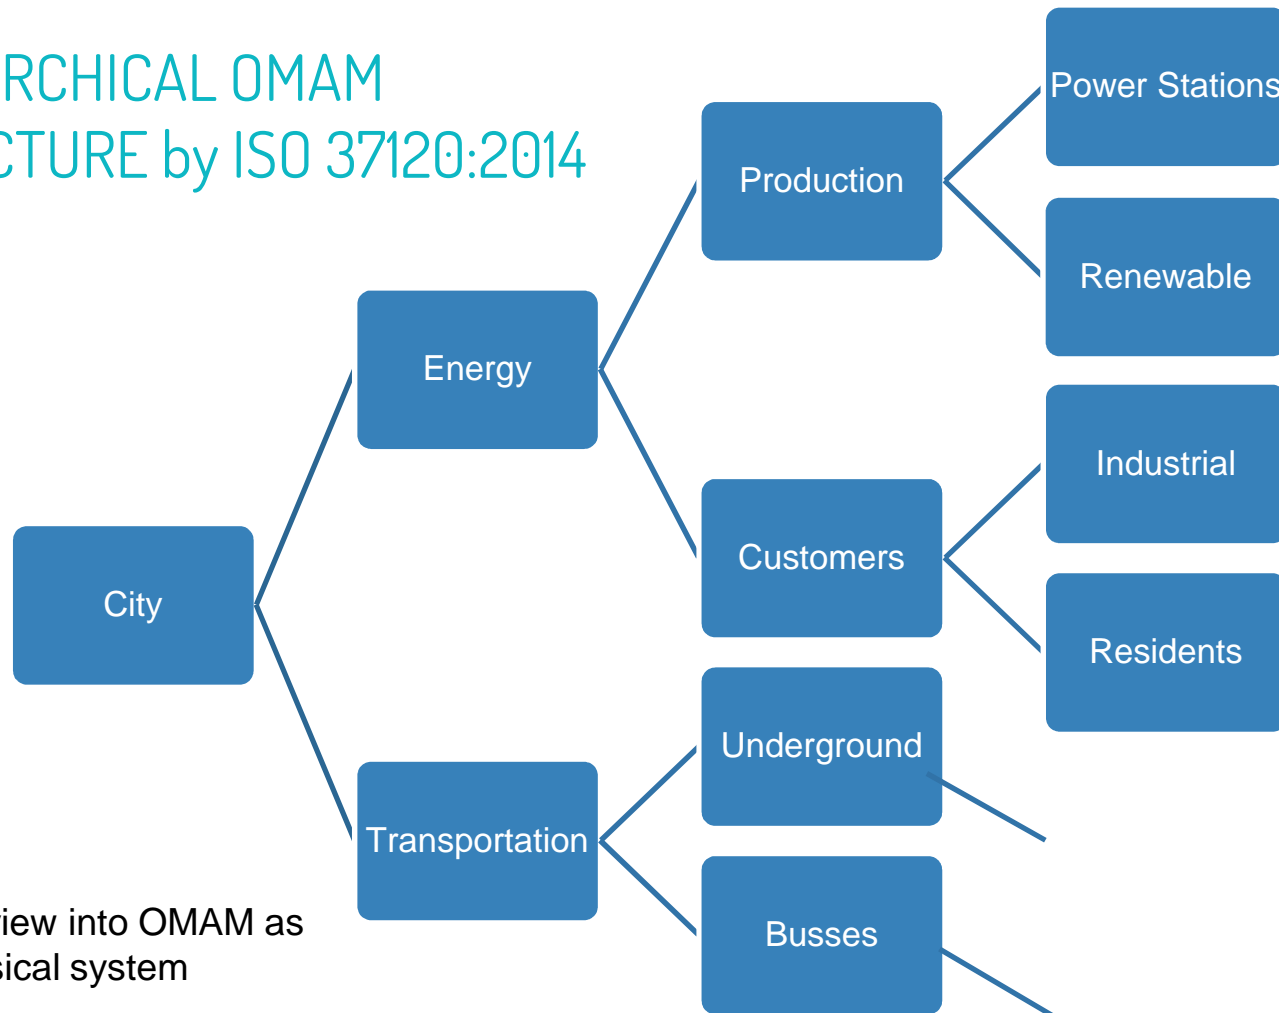 RCHICAL OMAM
CTURE by ISO 37120:2014
Power Stations
Production
Renewable
Energy
Industrial
Customers
City
Residents
Underground
Transportation
Busses
iew into OMAM as
sical system